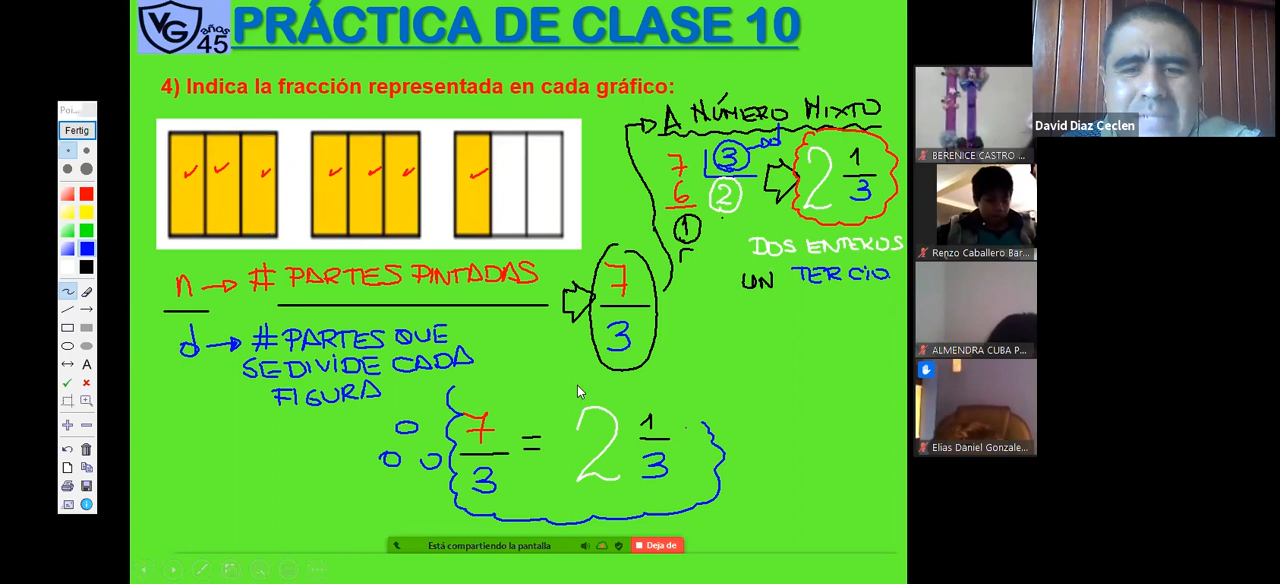 VG
años
45
PRÁCTICA DE CLASE 10
4) Indica la fracción representada en cada gráfico:
A NÚMERO MIXTO
7 3
6 2
1
r
d
2 1/3
DOS ENTEROS
UN TERCIO
n → # PARTES PINTADAS
d → # PARTES QUE
SE DIVIDE CADA
FIGURA
7/3
7/3 = 2 1/3
Fertig
A
Está compartiendo la pantalla
Deja de
David Diaz Ceclen
BERENICE CASTRO ...
Renzo Caballero Bar...
ALMENDRA CUBA P...
Elias Daniel Gonzale...